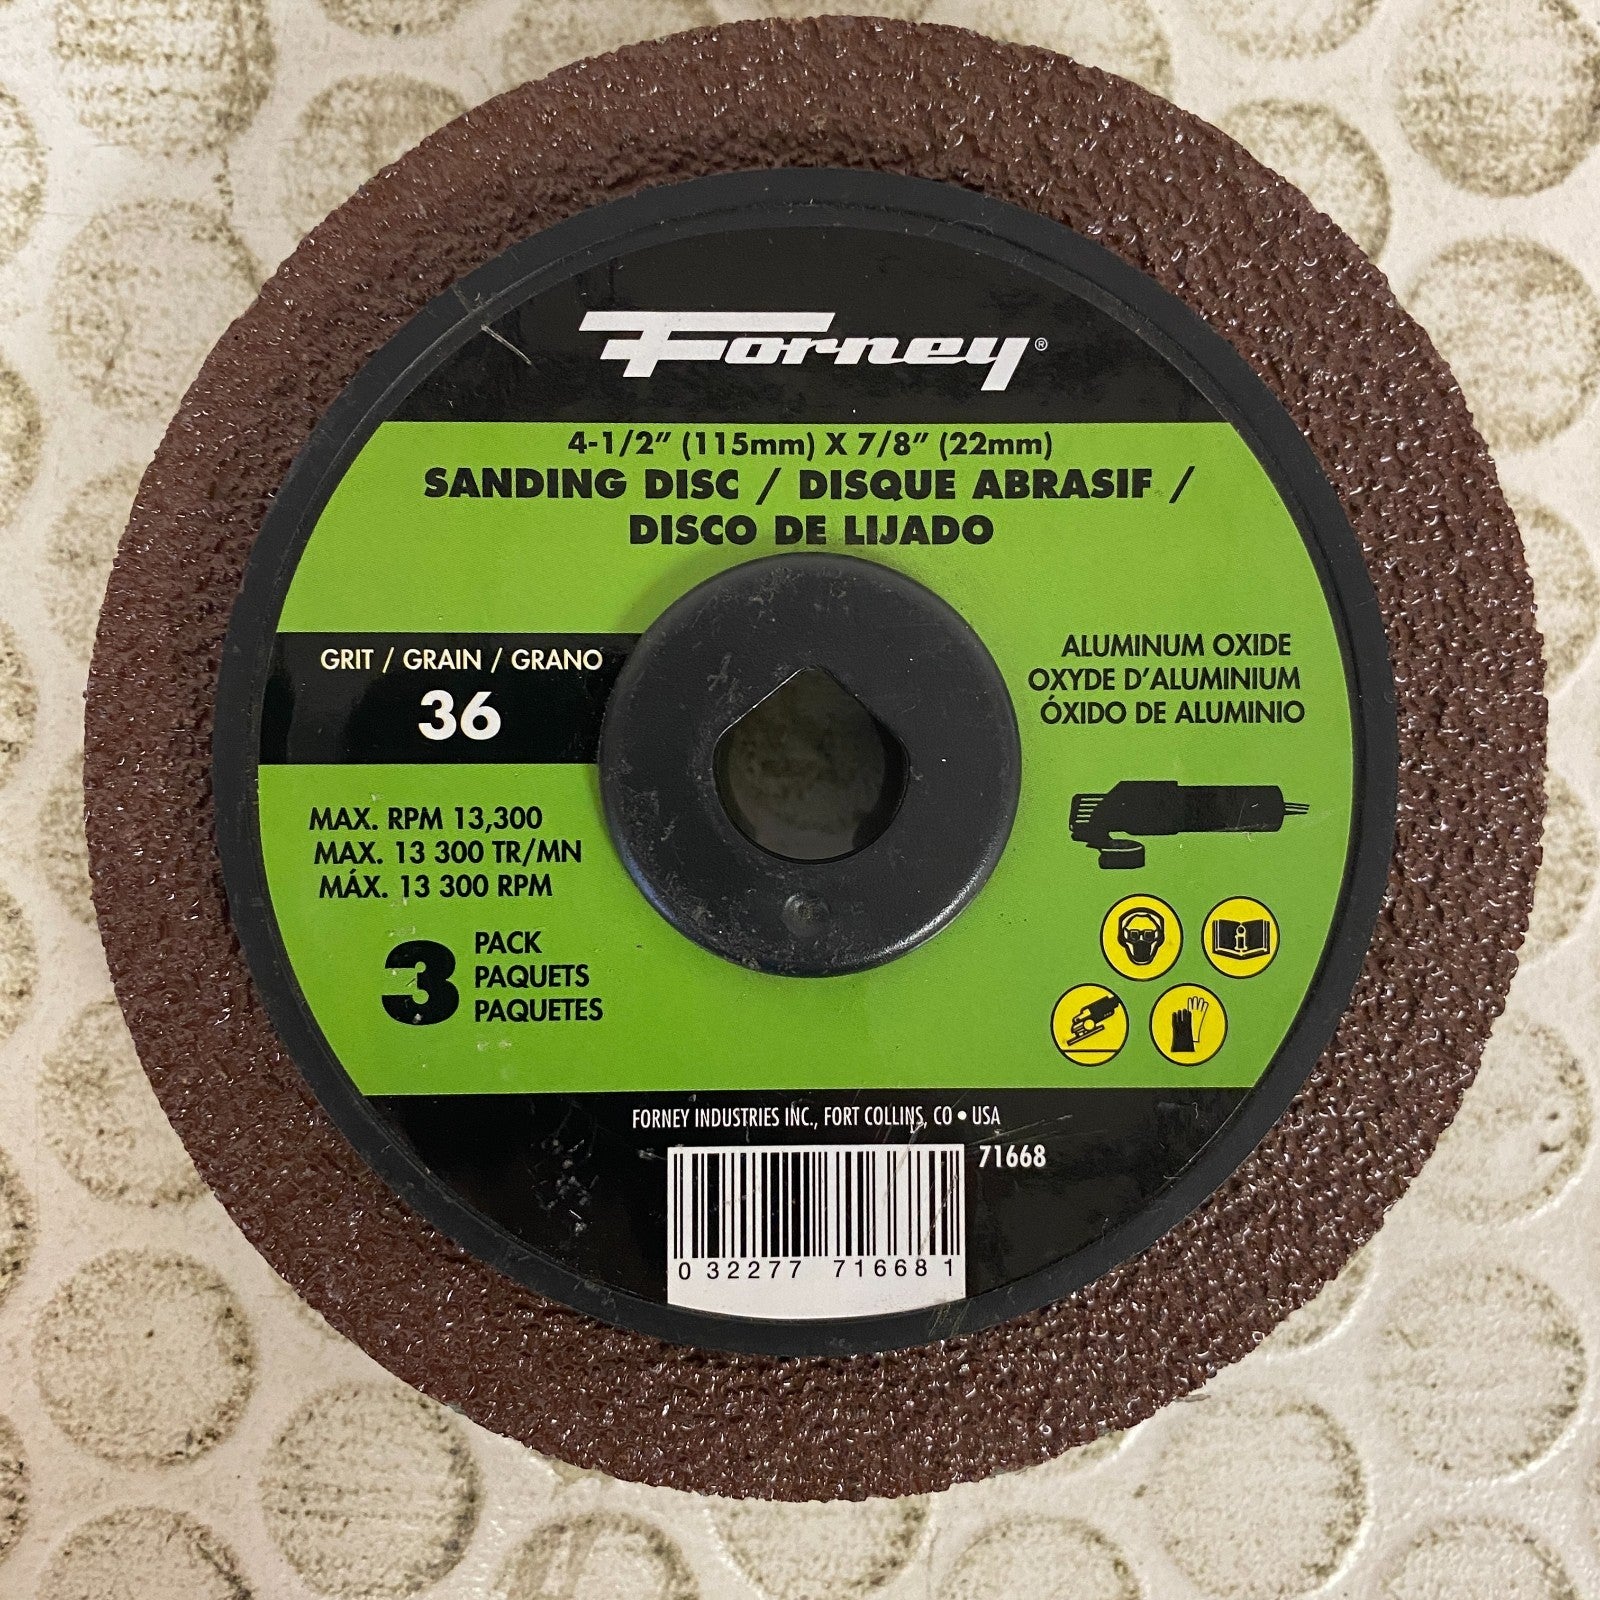 Forney®
4-1/2” (115mm) X 7/8” (22mm)
SANDING DISC / DISQUE ABRASIF /
DISCO DE LIJADO
GRIT / GRAIN / GRANO
36
ALUMINUM OXIDE
OXYDE D’ALUMINIUM
ÓXIDO DE ALUMINIO
MAX. RPM 13,300
MAX. 13 300 TR/MN
MÁX. 13 300 RPM
3 PACK
PAQUETS
PAQUETES
FORNEY INDUSTRIES INC., FORT COLLINS, CO • USA
71668
0 32277 71668 1